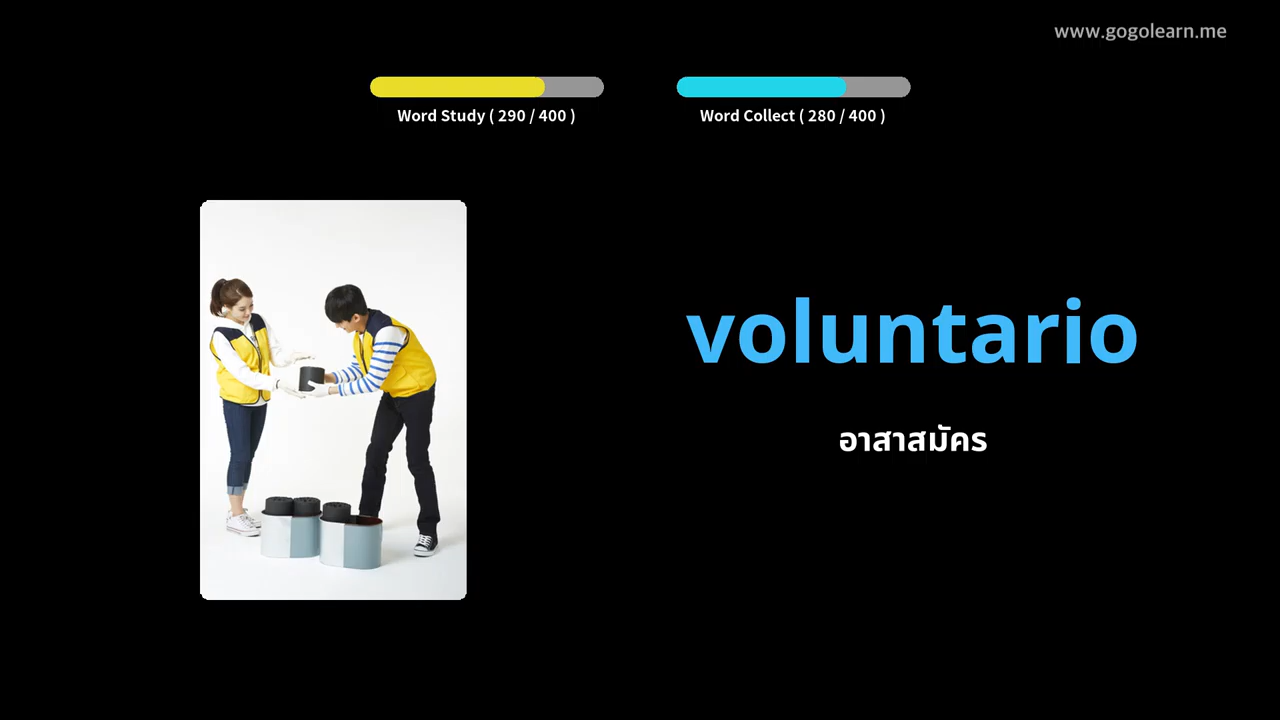 www.gogolearn.me
Word Study ( 290 / 400 )
Word Collect ( 280 / 400 )
voluntario
อาสาสมัคร